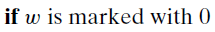 if w is marked with 0